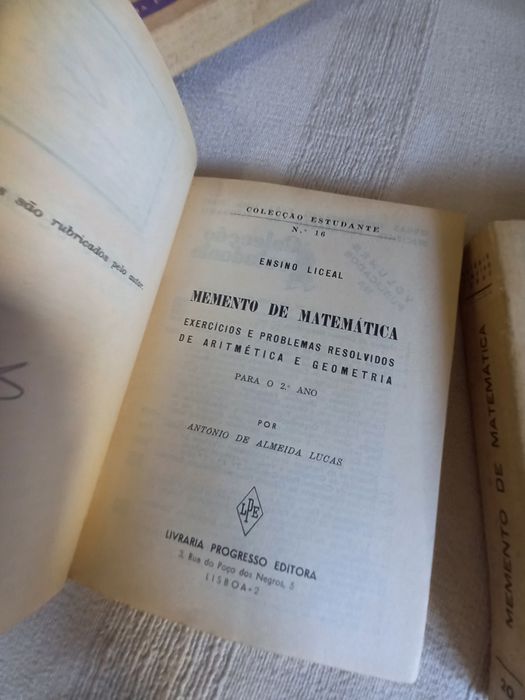 s são rubricados pelo autor.
COLECÇÃO ESTUDANTE
N.º 16
ENSINO LICEAL
MEMENTO DE MATEMÁTICA
EXERCÍCIOS E PROBLEMAS RESOLVIDOS
DE ARITMÉTICA E GEOMETRIA
PARA O 2.º ANO
POR
ANTÓNIO DE ALMEIDA LUCAS
LPE
LIVRARIA PROGRESSO EDITORA
3, Rua do Poço dos Negros, 5
LISBOA-2
MEMENTO DE MATEMÁTICA